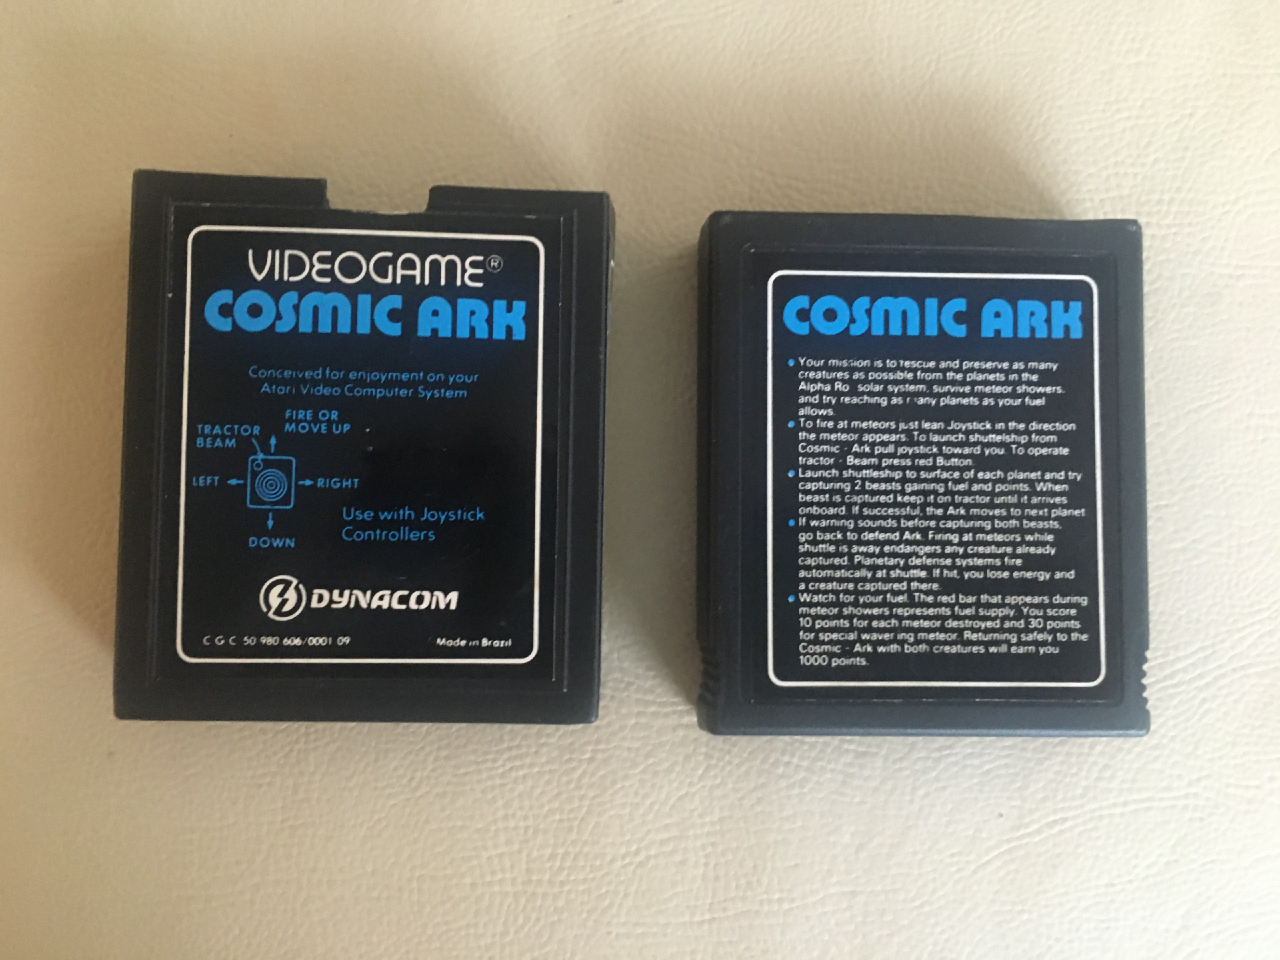 VIDEOGAME®
COSMIC ARK
Conceived for enjoyment on your
Atari Video Computer System
FIRE OR
MOVE UP
TRACTOR
BEAM
LEFT
RIGHT
DOWN
Use with Joystick
Controllers
DYNACOM
C G C 50 980 606/0001 09
Made in Brazil
COSMIC ARK
• Your mission is to rescue and preserve as many
creatures as possible from the planets in the
Alpha Ro solar system, survive meteor showers.
and try reaching as many planets as your fuel
allows.
• To fire at meteors just lean Joystick in the direction
the meteor appears. To launch shuttelship from
Cosmic - Ark pull joystick toward you. To operate
tractor - Beam press red Button.
• Launch shuttleship to surface of each planet and try
capturing 2 beasts gaining fuel and points. When
beast is captured keep it on tractor until it arrives
onboard. If successful, the Ark moves to next planet
• If warning sounds before capturing both beasts,
go back to defend Ark. Firing at meteors while
shuttle is away endangers any creature already
captured. Planetary defense systems fire
automatically at shuttle. If hit, you lose energy and
a creature captured there.
• Watch for your fuel. The red bar that appears during
meteor showers represents fuel supply. You score
10 points for each meteor destroyed and 30 points
for special wavering meteor. Returning safely to the
Cosmic - Ark with both creatures will earn you
1000 points.